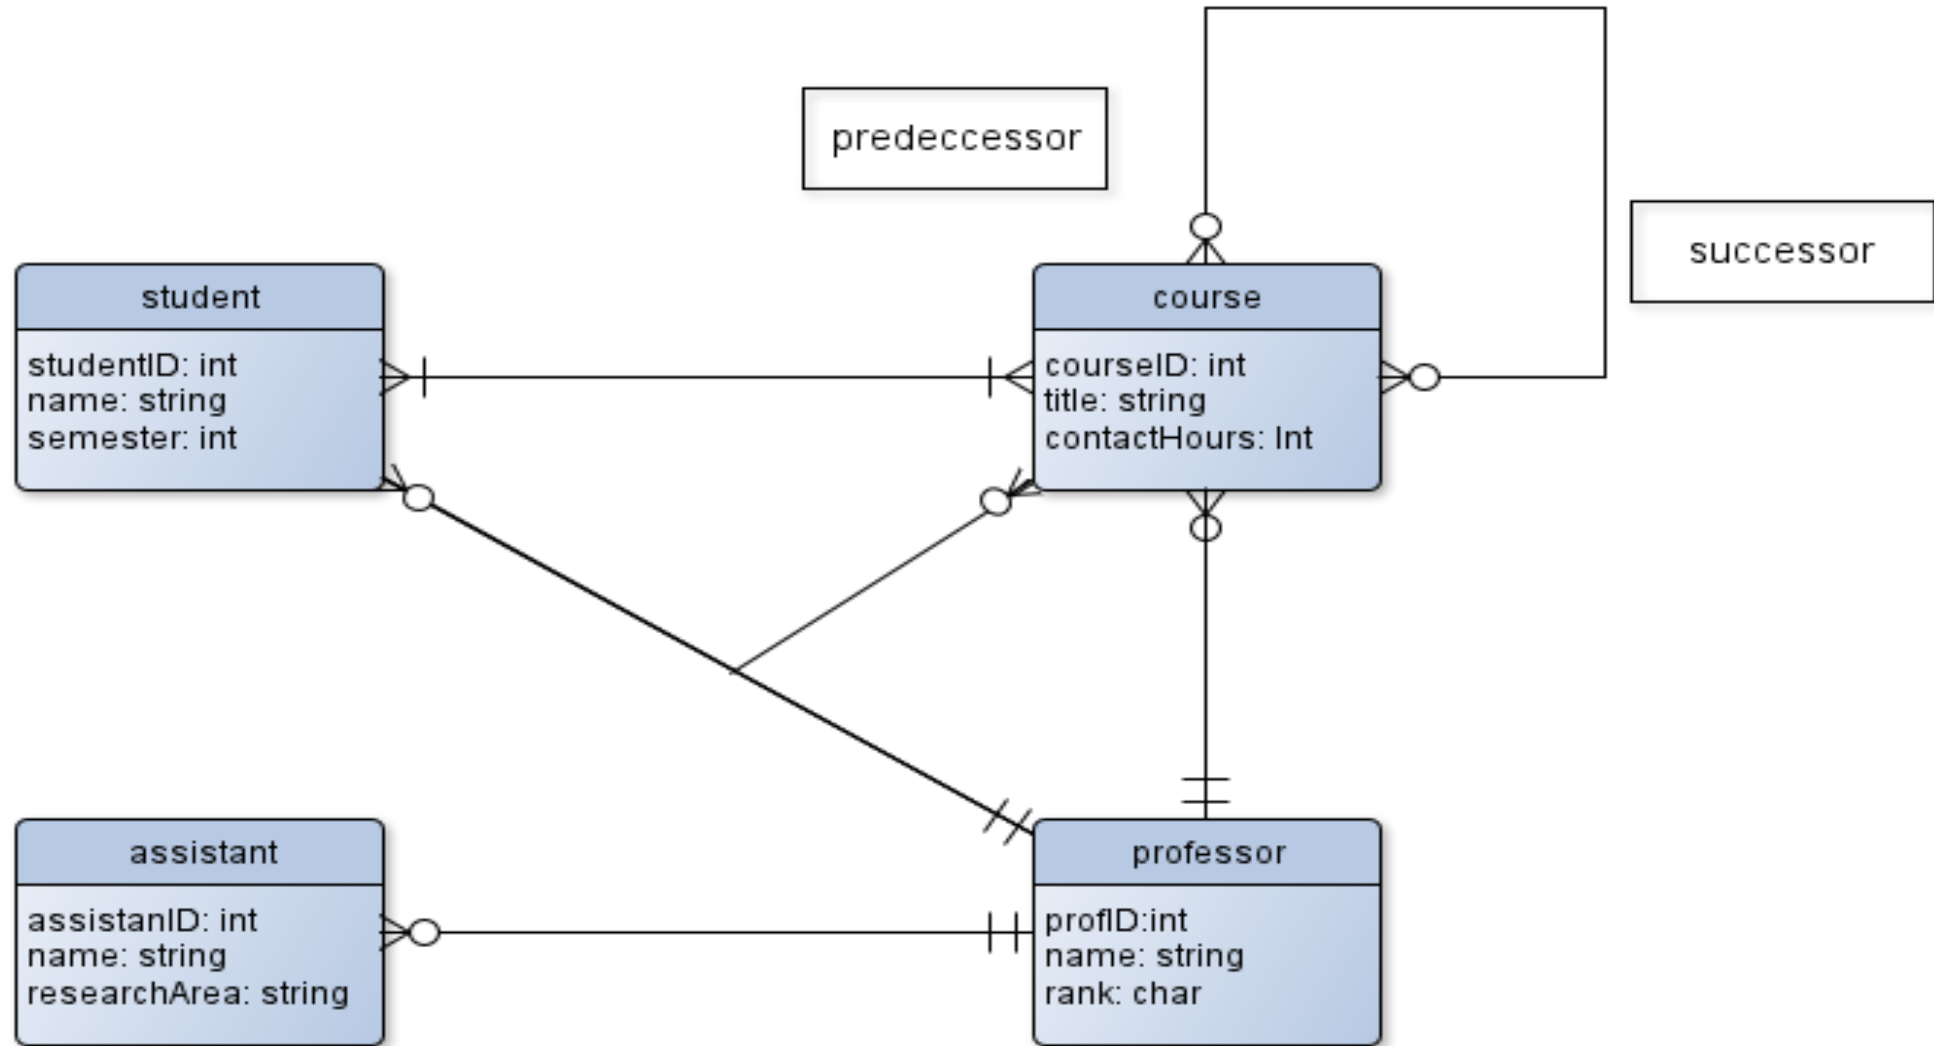 predeccessor
successor
student
studentID: int
name: string
semester: int
course
courseID: int
title: string
contactHours: Int
assistant
assistanID: int
name: string
researchArea: string
professor
profID:int
name: string
rank: char